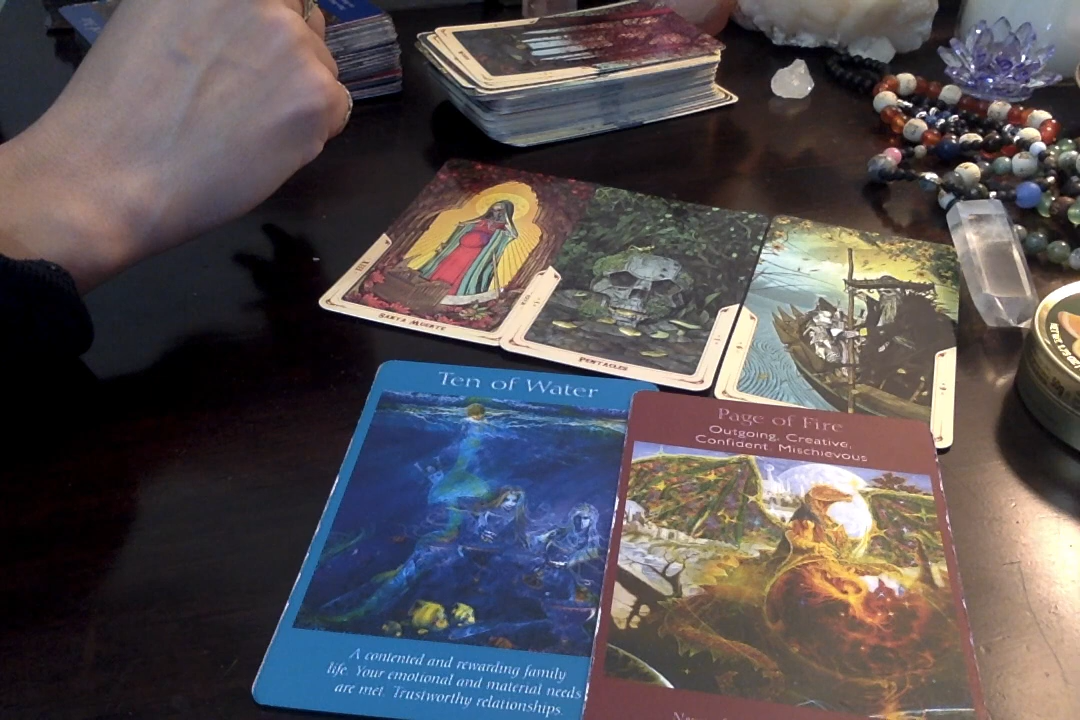 SANTA MUERTE
PENTACLES
Ten of Water
Page of Fire
Outgoing, Creative,
Confident, Mischievous
A contented and rewarding family
life. Your emotional and material needs
are met. Trustworthy relationships.